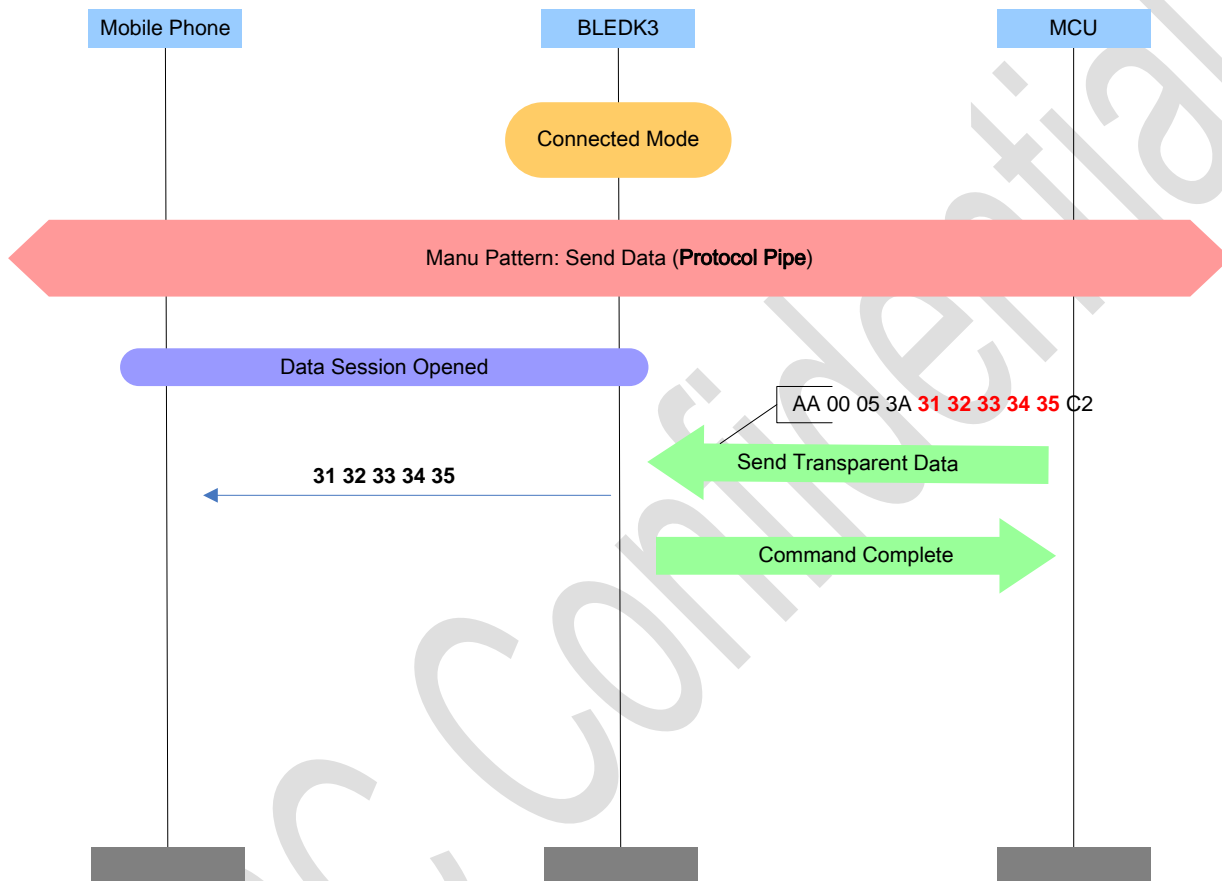 Mobile Phone
BLEDK3
MCU
Connected Mode
Manu Pattern: Send Data (Protocol Pipe)
Data Session Opened
AA 00 05 3A 31 32 33 34 35 C2
Send Transparent Data
31 32 33 34 35
Command Complete
C Confidential